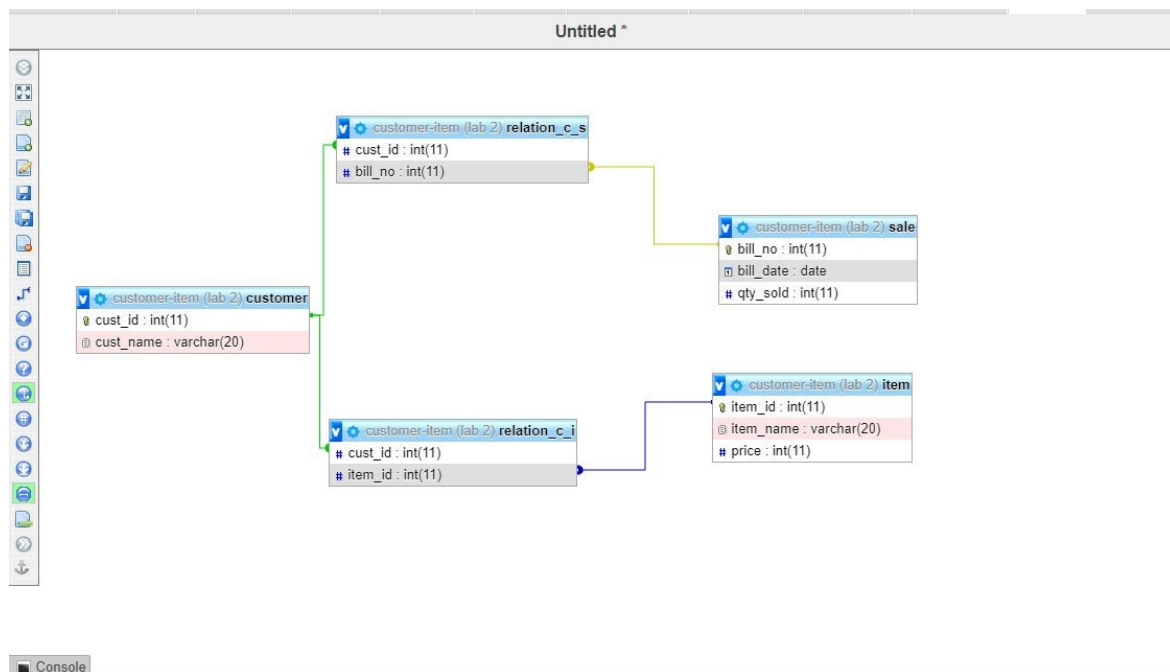 Untitled *
v customer-item (lab 2) relation_c_s
# cust_id : int(11)
# bill_no : int(11)
v customer-item (lab 2) sale
bill_no : int(11)
bill_date : date
# qty_sold : int(11)
v customer-item (lab 2) customer
cust_id : int(11)
cust_name : varchar(20)
v customer-item (lab 2) item
item_id : int(11)
item_name : varchar(20)
# price : int(11)
v customer-item (lab 2) relation_c_i
# cust_id : int(11)
# item_id : int(11)
Console